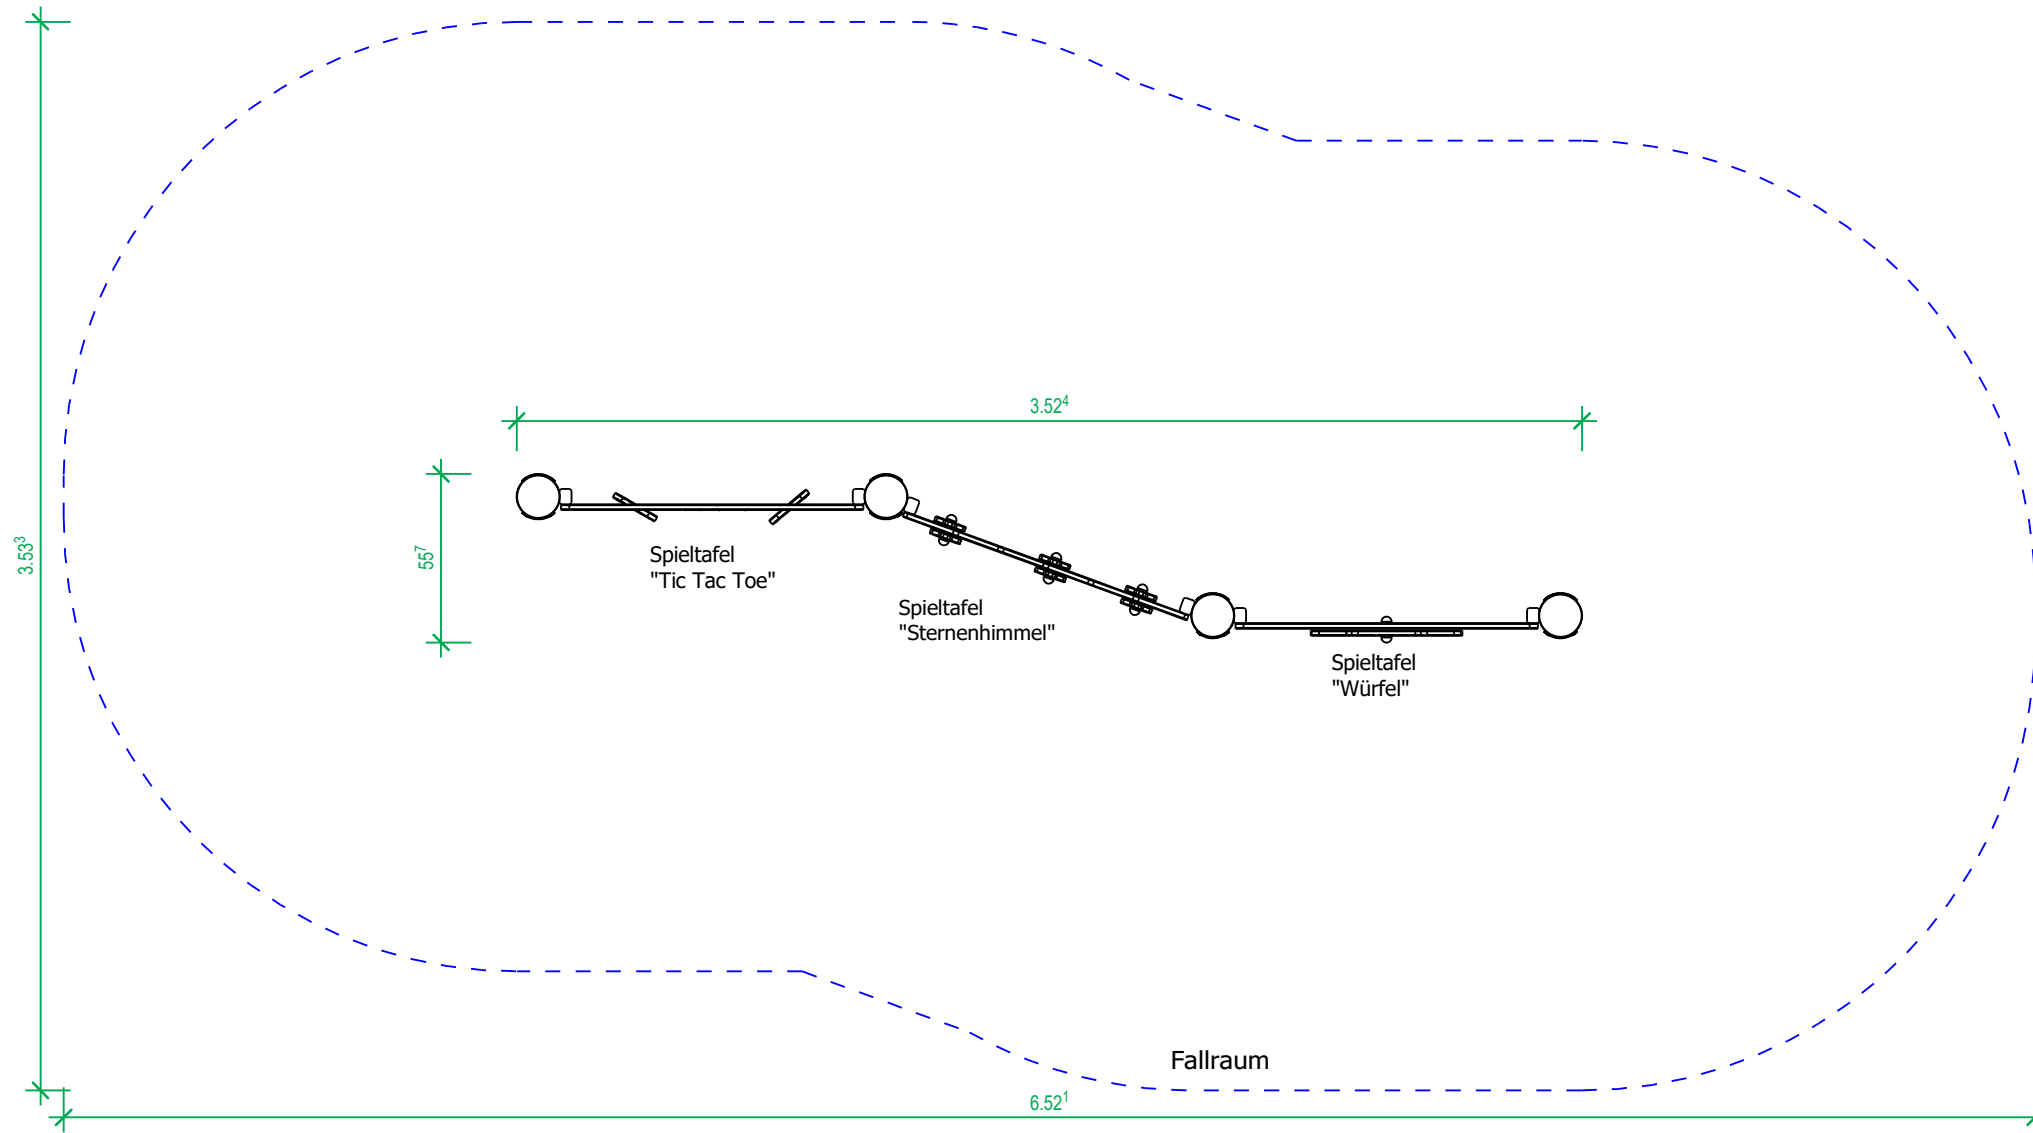 3.52⁴
3.53³
55⁷
Spieltafel
"Tic Tac Toe"
Spieltafel
"Sternenhimmel"
Spieltafel
"Würfel"
Fallraum
6.52¹